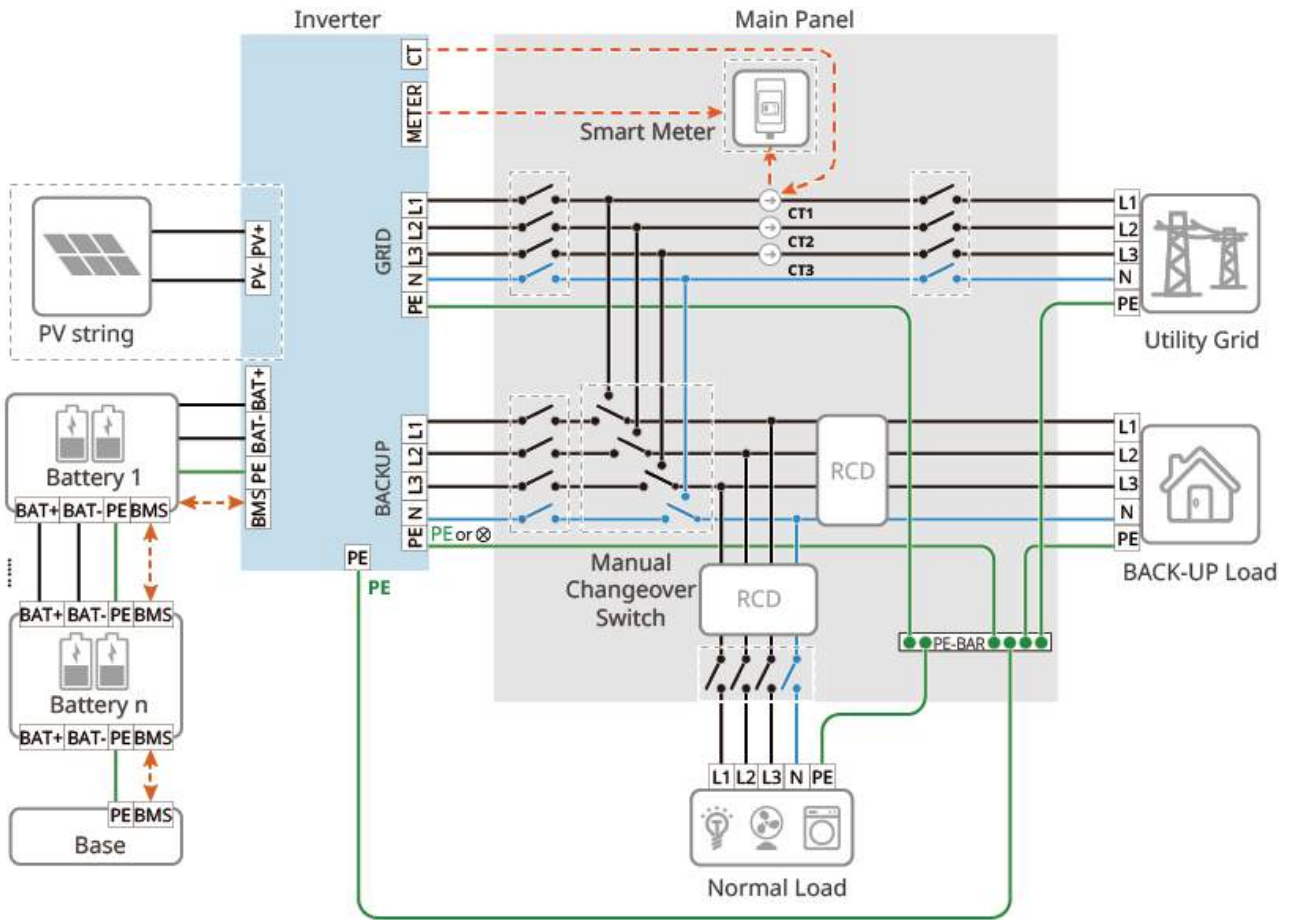 Inverter
Main Panel
CT
METER
Smart Meter
L1
L2
L3
N
PE
GRID
CT1
CT2
CT3
L1
L2
L3
N
PE
Utility Grid
PV+
PV-
PV string
BAT+
BAT-
PE
BMS
Battery 1
BAT+ BAT- PE BMS
......
BAT+ BAT- PE BMS
Battery n
BAT+ BAT- PE BMS
PE BMS
Base
L1
L2
L3
N
PE
BACKUP
PE or ⊗
PE
PE
RCD
L1
L2
L3
N
PE
BACK-UP Load
Manual
Changeover
Switch
RCD
PE-BAR
L1 L2 L3 N PE
Normal Load